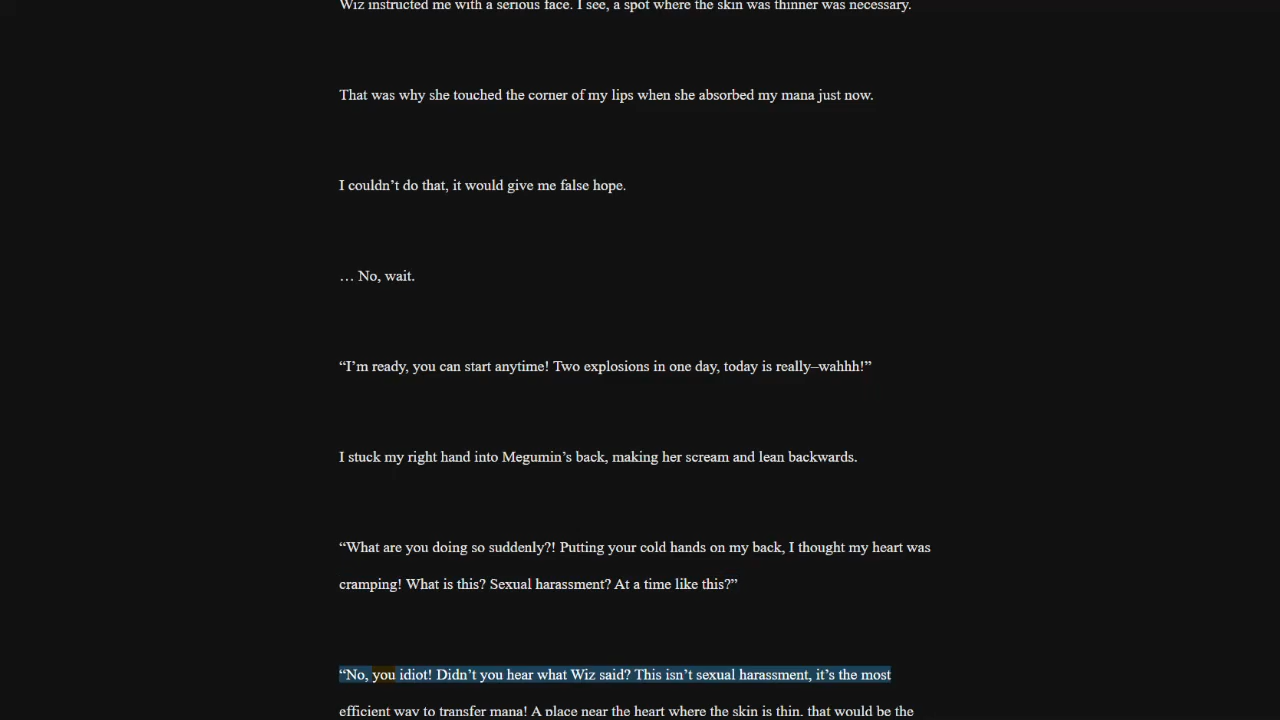 Wiz instructed me with a serious face. I see, a spot where the skin was thinner was necessary.
That was why she touched the corner of my lips when she absorbed my mana just now.
I couldn’t do that, it would give me false hope.
… No, wait.
“I’m ready, you can start anytime! Two explosions in one day, today is really–wahhh!”
I stuck my right hand into Megumin’s back, making her scream and lean backwards.
“What are you doing so suddenly?! Putting your cold hands on my back, I thought my heart was
cramping! What is this? Sexual harassment? At a time like this?”
“No, you idiot! Didn’t you hear what Wiz said? This isn’t sexual harassment, it’s the most
efficient way to transfer mana! A place near the heart where the skin is thin, that would be the